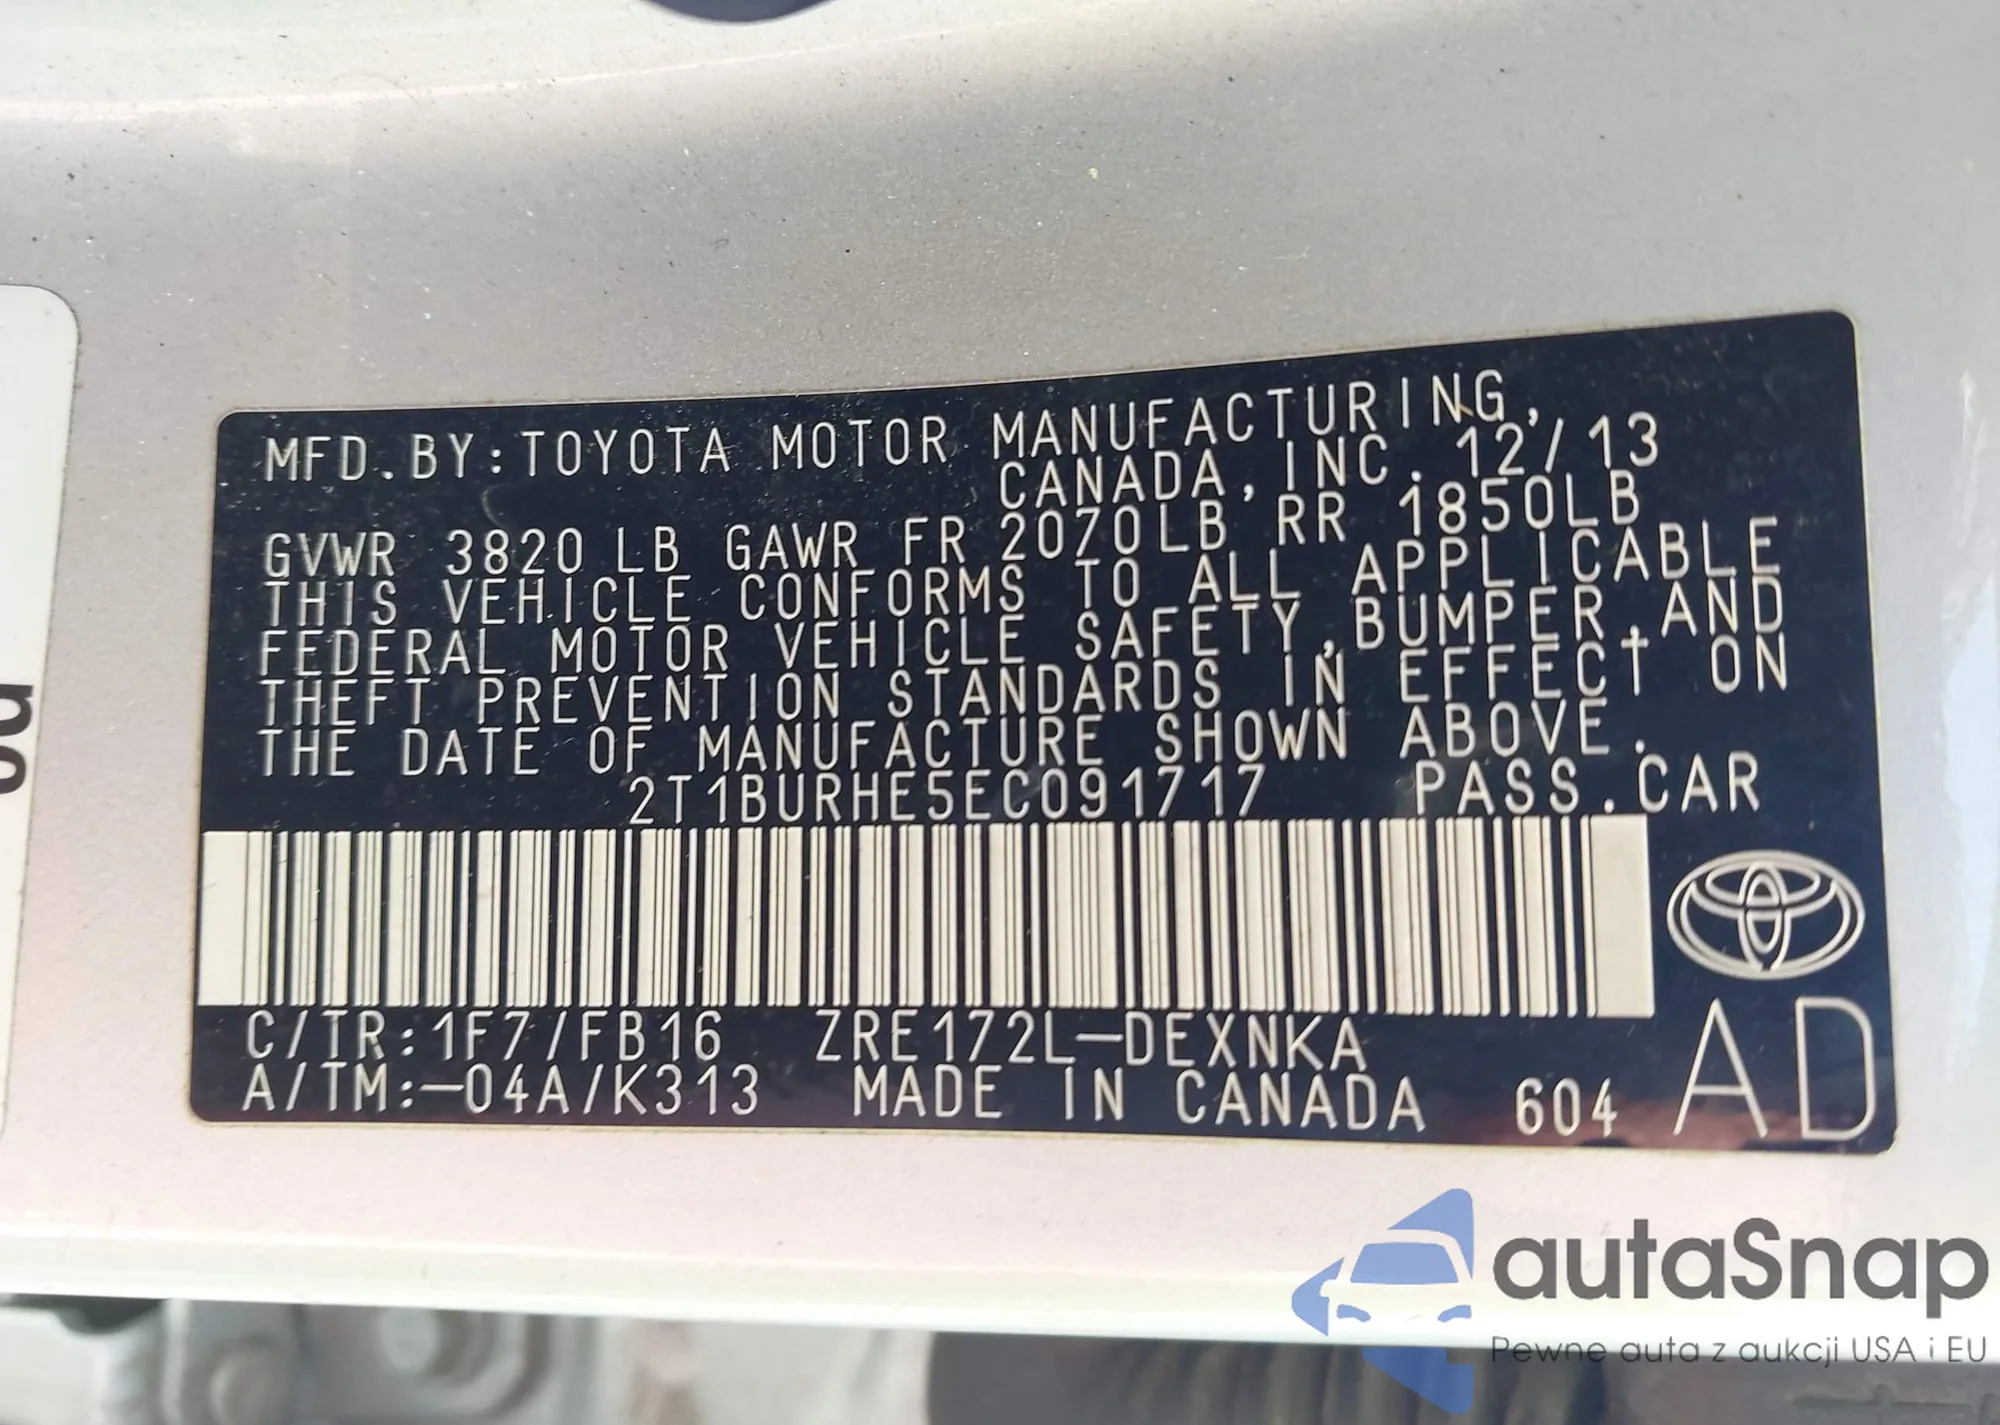 MFD.BY:TOYOTA MOTOR MANUFACTURING,
CANADA,INC. 12/13
GVWR 3820 LB GAWR FR 2070LB RR 1850LB
THIS VEHICLE CONFORMS TO ALL APPLICABLE
FEDERAL MOTOR VEHICLE SAFETY,BUMPER,AND
THEFT PREVENTION STANDARDS IN EFFECT ON
THE DATE OF MANUFACTURE SHOWN ABOVE.
2T1BURHE5EC091717 PASS.CAR
C/TR:1F7/FB16 ZRE172L-DEXNKA
A/TM:-04A/K313 MADE IN CANADA 604 AD
autaSnap
Pewne auta z aukcji USA i EU